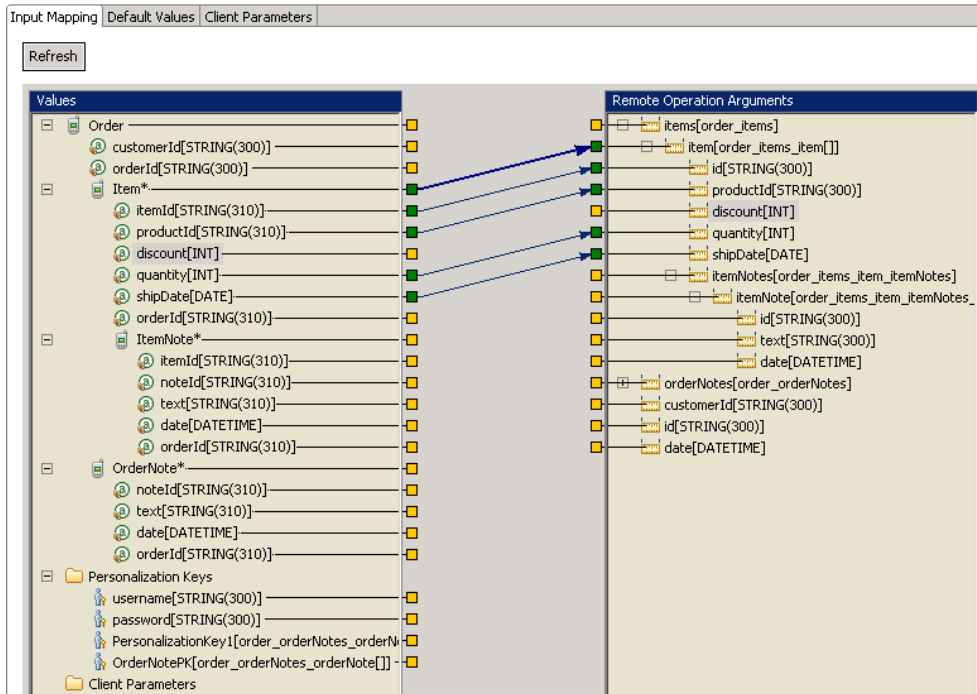 Input Mapping Default Values Client Parameters
Refresh
Values
Order
customerId[STRING(300)]
orderId[STRING(300)]
Item*
itemId[STRING(310)]
productId[STRING(310)]
discount[INT]
quantity[INT]
shipDate[DATE]
orderId[STRING(310)]
ItemNote*
itemId[STRING(310)]
noteId[STRING(310)]
text[STRING(310)]
date[DATETIME]
orderId[STRING(310)]
OrderNote*
noteId[STRING(310)]
text[STRING(310)]
date[DATETIME]
orderId[STRING(310)]
Personalization Keys
username[STRING(300)]
password[STRING(300)]
PersonalizationKey1[order_orderNotes_orderN
OrderNotePK[order_orderNotes_orderNote[]]
Client Parameters
Remote Operation Arguments
items[order_items]
item[order_items_item[]]
id[STRING(300)]
productId[STRING(300)]
discount[INT]
quantity[INT]
shipDate[DATE]
itemNotes[order_items_item_itemNotes]
itemNote[order_items_item_itemNotes_
id[STRING(300)]
text[STRING(300)]
date[DATETIME]
orderNotes[order_orderNotes]
customerId[STRING(300)]
id[STRING(300)]
date[DATETIME]